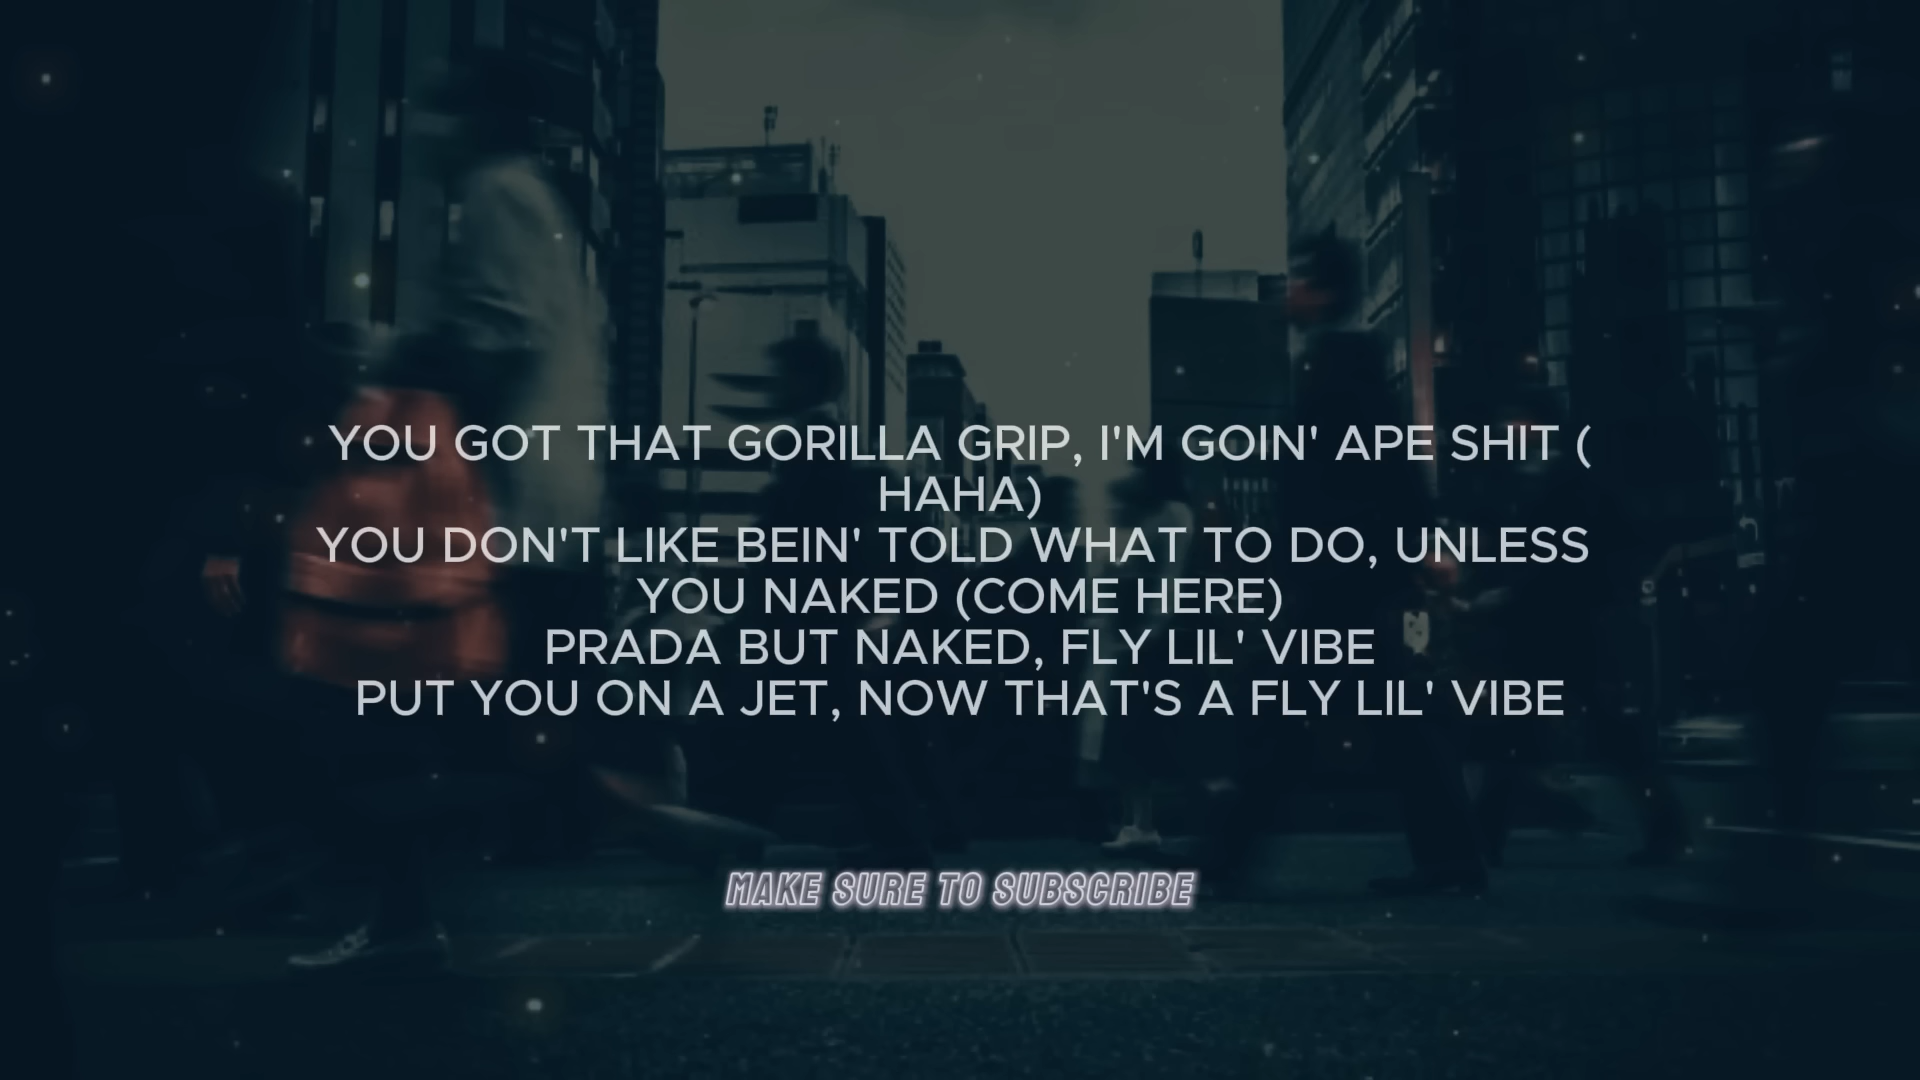 YOU GOT THAT GORILLA GRIP, I'M GOIN' APE SHIT (
HAHA)
YOU DON'T LIKE BEIN' TOLD WHAT TO DO, UNLESS
YOU NAKED (COME HERE)
PRADA BUT NAKED, FLY LIL' VIBE
PUT YOU ON A JET, NOW THAT'S A FLY LIL' VIBE
MAKE SURE TO SUBSCRIBE